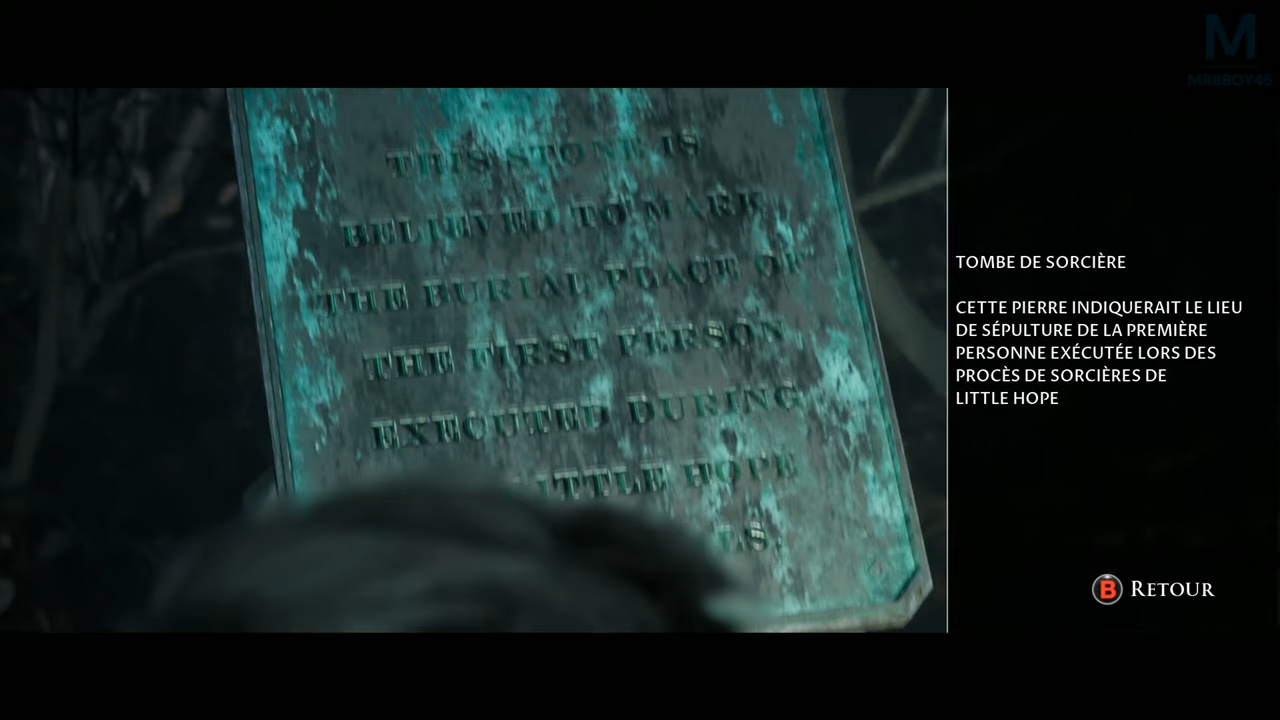 M
MRBBOY45
THIS STONE IS
BELIEVED TO MARK
THE BURIAL PLACE OF
THE FIRST PERSON
EXECUTED DURING
LITTLE HOPE
TOMBE DE SORCIÈRE
CETTE PIERRE INDIQUERAIT LE LIEU
DE SÉPULTURE DE LA PREMIÈRE
PERSONNE EXÉCUTÉE LORS DES
PROCÈS DE SORCIÈRES DE
LITTLE HOPE
B RETOUR